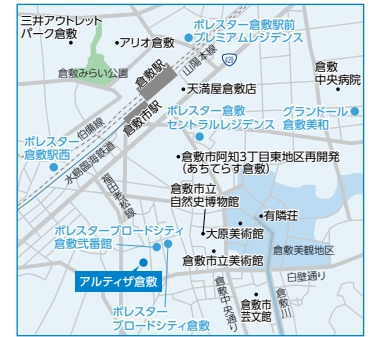 三井アウトレット
パーク倉敷
アリオ倉敷
ポレスター倉敷駅前
プレミアムレジデンス
倉敷みらい公園
倉敷駅
山陽本線
429
倉敷
中央病院
天満屋倉敷店
倉敷市駅
伯備線
ポレスター倉敷
セントラルレジデンス
グランドール
倉敷美和
ポレスター
倉敷駅西
水島臨海鉄道
倉敷市阿知3丁目東地区再開発
(あちてらす倉敷)
福田老松線
倉敷市立
自然史博物館
有隣荘
ポレスターブロードシティ
倉敷弐番館
大原美術館
倉敷美観地区
倉敷市立美術館
アルティザ倉敷
白壁通り
ポレスター
ブロードシティ倉敷
倉敷中央通り
倉敷市
芸文館
倉敷川